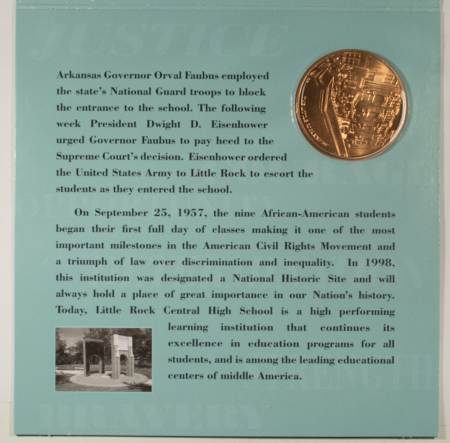 JUSTICE
Arkansas Governor Orval Faubus employed
the state's National Guard troops to block
the entrance to the school. The following
week President Dwight D. Eisenhower
urged Governor Faubus to pay heed to the
Supreme Court's decision. Eisenhower ordered
the United States Army to Little Rock to escort the
students as they entered the school.
On September 25, 1957, the nine African-American students
began their first full day of classes making it one of the most
important milestones in the American Civil Rights Movement and
a triumph of law over discrimination and inequality. In 1998,
this institution was designated a National Historic Site and will
always hold a place of great importance in our Nation's history.
Today, Little Rock Central High School is a high performing
learning institution that continues its
excellence in education programs for all
students, and is among the leading educational
centers of middle America.
BRAVERY